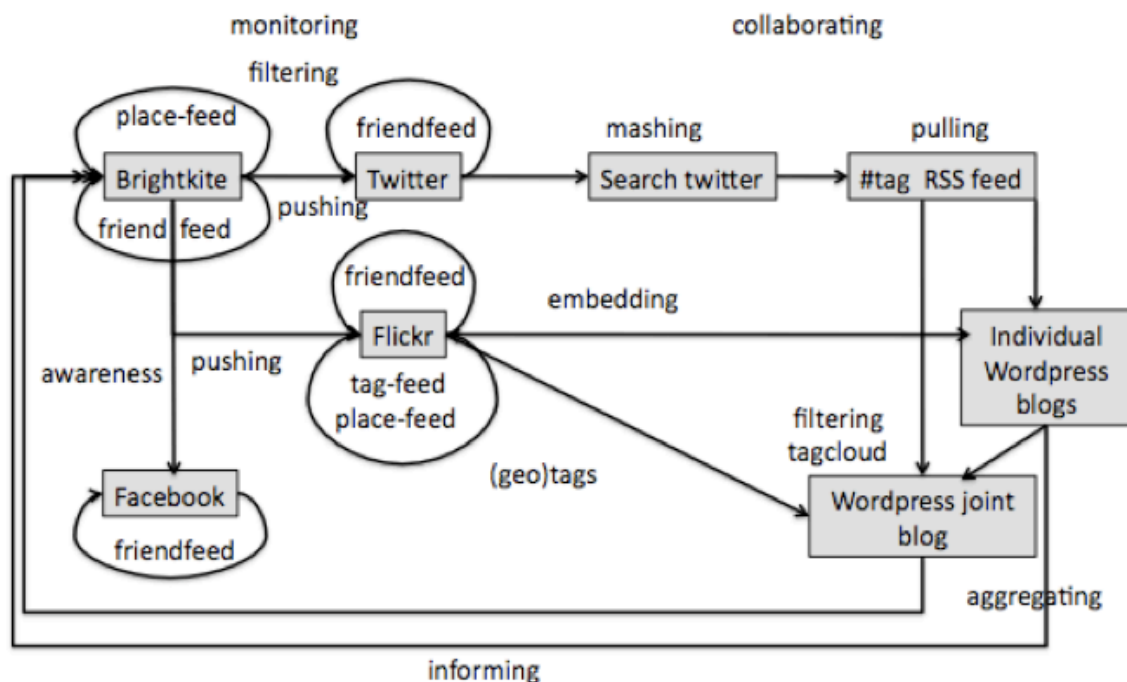 monitoring
collaborating
filtering
place-feed
friendfeed
mashing
pulling
Brightkite
Twitter
Search twitter
#tag RSS feed
pushing
friend feed
friendfeed
embedding
Flickr
Individual
Wordpress
blogs
awareness
pushing
tag-feed
place-feed
filtering
tagcloud
(geo)tags
Facebook
Wordpress joint
blog
friendfeed
aggregating
informing